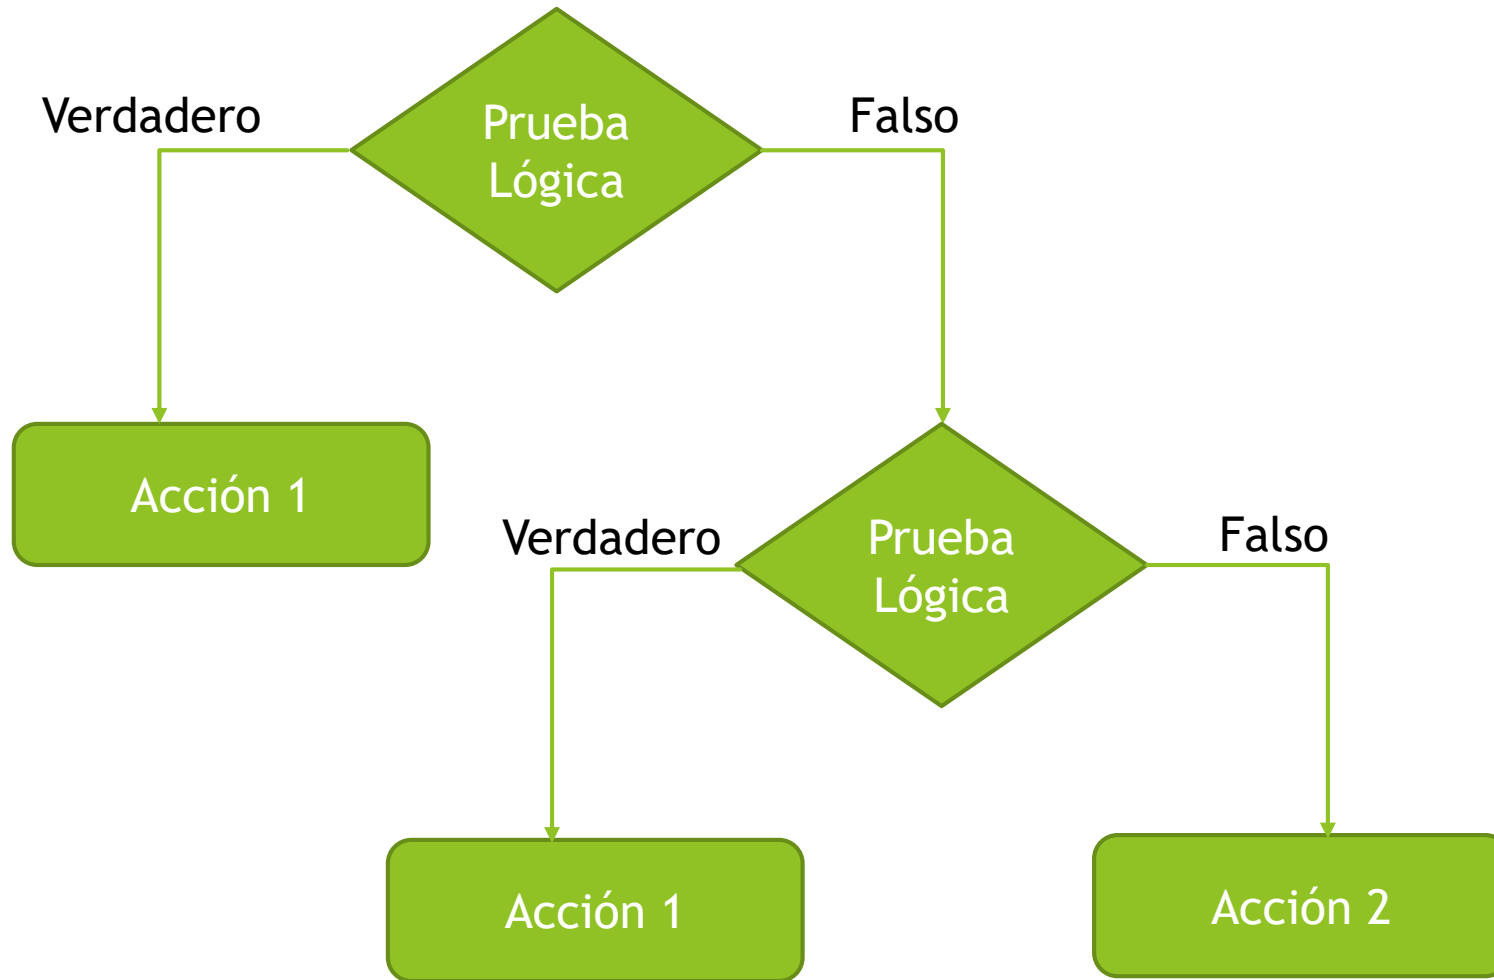 Verdadero
Prueba
Lógica
Falso
Acción 1
Verdadero
Prueba
Lógica
Falso
Acción 1
Acción 2